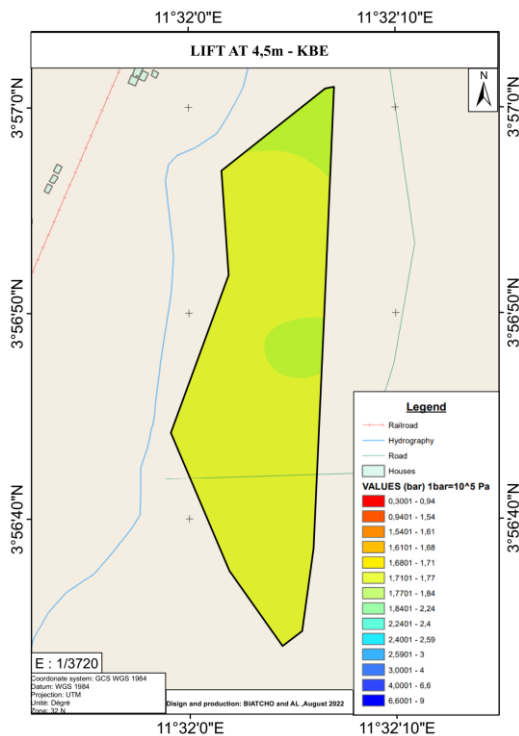 11°32'0"E 11°32'10"E
LIFT AT 4,5m - KBE
N
3°57'0"N 3°57'0"N
3°56'50"N 3°56'50"N
3°56'40"N 3°56'40"N
Legend
Railroad
Hydrography
Road
Houses
VALUES (bar) 1bar=10^5 Pa
0,3001 - 0,94
0,9401 - 1,54
1,5401 - 1,61
1,6101 - 1,68
1,6801 - 1,71
1,7101 - 1,77
1,7701 - 1,84
1,8401 - 2,24
2,2401 - 2,4
2,4001 - 2,59
2,5901 - 3
3,0001 - 4
4,0001 - 6,6
6,6001 - 9
E : 1/3720
Coordonate system: GCS WGS 1984
Datum: WGS 1984
Projection: UTM
Unité: Dégré
Zone: 32 N
Disign and production: BIATCHO and AL ,August 2022
11°32'0"E 11°32'10"E